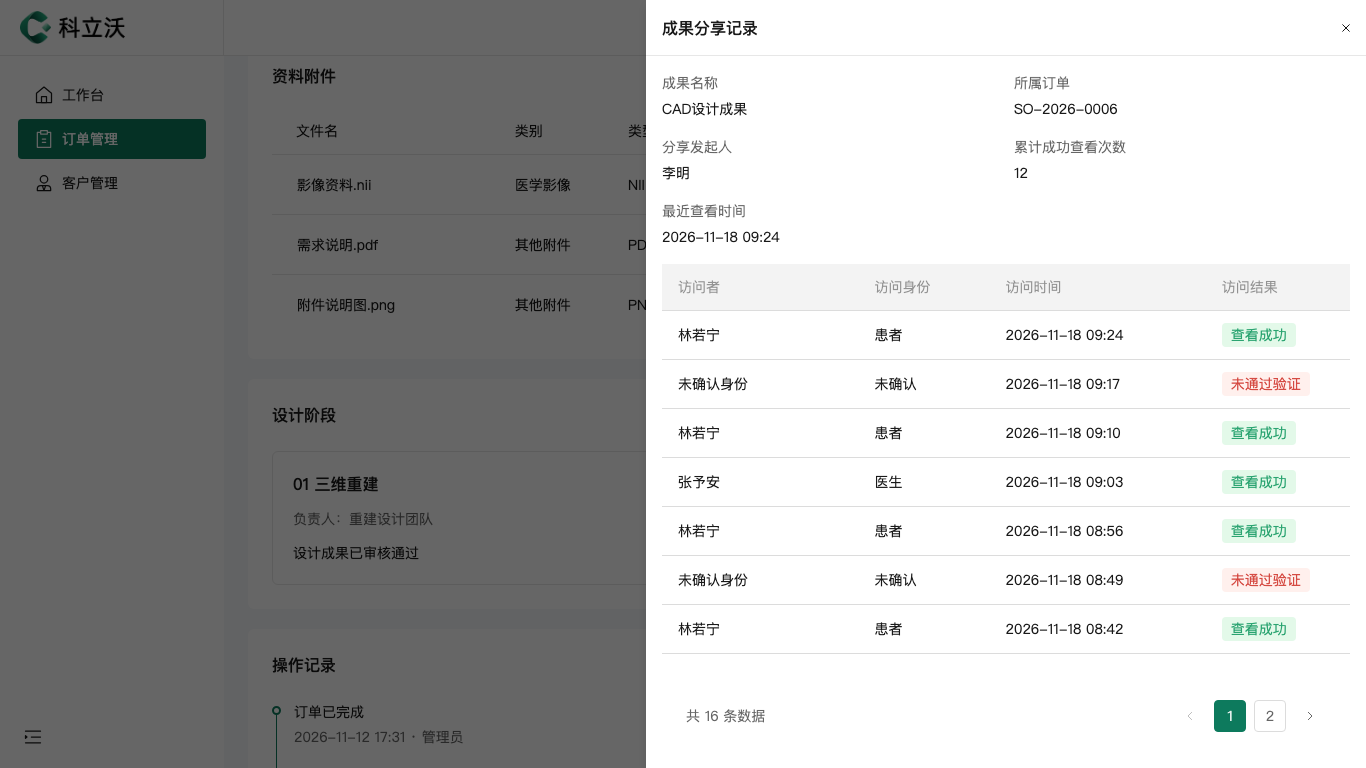 科立沃
工作台
订单管理
客户管理
资料附件
文件名 类别
影像资料.nii 医学影像 NII
需求说明.pdf 其他附件 PD
附件说明图.png 其他附件 PN
设计阶段
01 三维重建
负责人：重建设计团队
设计成果已审核通过
操作记录
订单已完成
2026-11-12 17:31 · 管理员
成果分享记录
成果名称 所属订单
CAD设计成果 SO-2026-0006
分享发起人 累计成功查看次数
李明 12
最近查看时间
2026-11-18 09:24
访问者 访问身份 访问时间 访问结果
林若宁 患者 2026-11-18 09:24 查看成功
未确认身份 未确认 2026-11-18 09:17 未通过验证
林若宁 患者 2026-11-18 09:10 查看成功
张予安 医生 2026-11-18 09:03 查看成功
林若宁 患者 2026-11-18 08:56 查看成功
未确认身份 未确认 2026-11-18 08:49 未通过验证
林若宁 患者 2026-11-18 08:42 查看成功
共 16 条数据 1 2